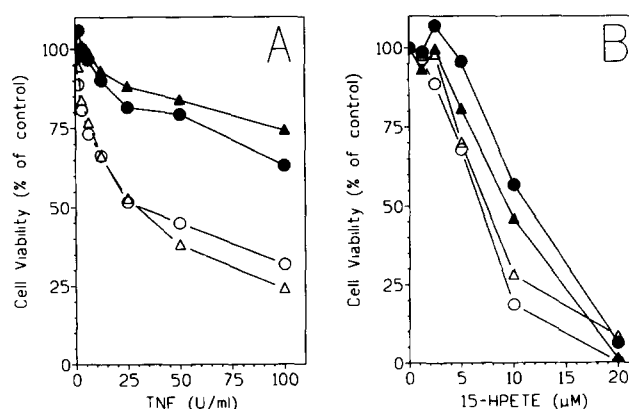 A
B
Cell Viability (% of control)
100
75
50
25
0
0 25 50 75 100
TNF (U/ml)
Cell Viability (% of control)
100
75
50
25
0
0 5 10 15 20
15-HPETE (μM)